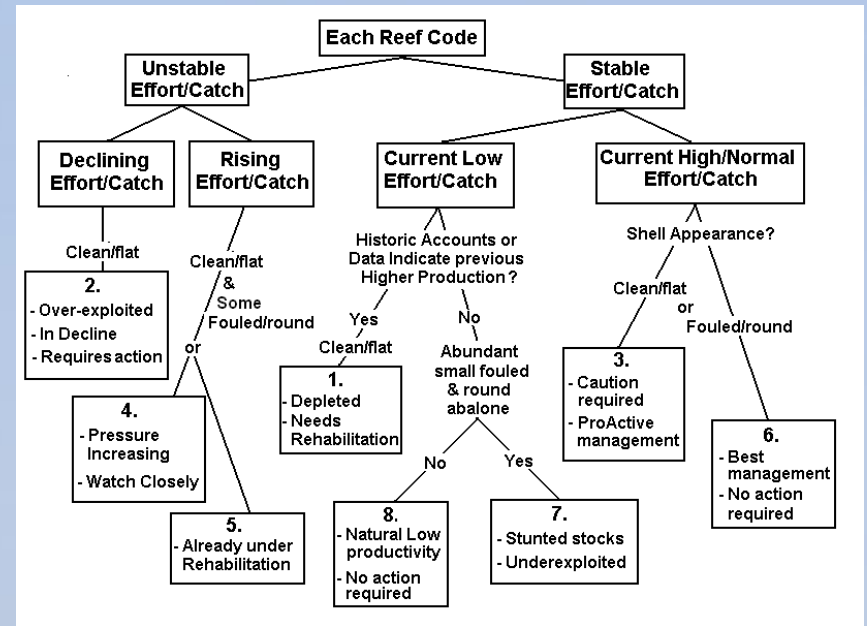 Each Reef Code
Unstable
Effort/Catch
Stable
Effort/Catch
Declining
Effort/Catch
Rising
Effort/Catch
Current Low
Effort/Catch
Current High/Normal
Effort/Catch
Clean/flat
2.
- Over-exploited
- In Decline
- Requires action
Clean/flat
&
Some
Fouled/round
or
4.
- Pressure
Increasing
- Watch Closely
5.
- Already under
Rehabilitation
Historic Accounts or
Data Indicate previous
Higher Production ?
Yes
Clean/flat
1.
- Depleted
- Needs
Rehabilitation
No
Abundant
small fouled
& round
abalone
No
8.
- Natural Low
productivity
- No action
required
Yes
7.
- Stunted stocks
- Underexploited
Shell Appearance?
Clean/flat
or
Fouled/round
3.
- Caution
required
- ProActive
management
6.
- Best
management
- No action
required